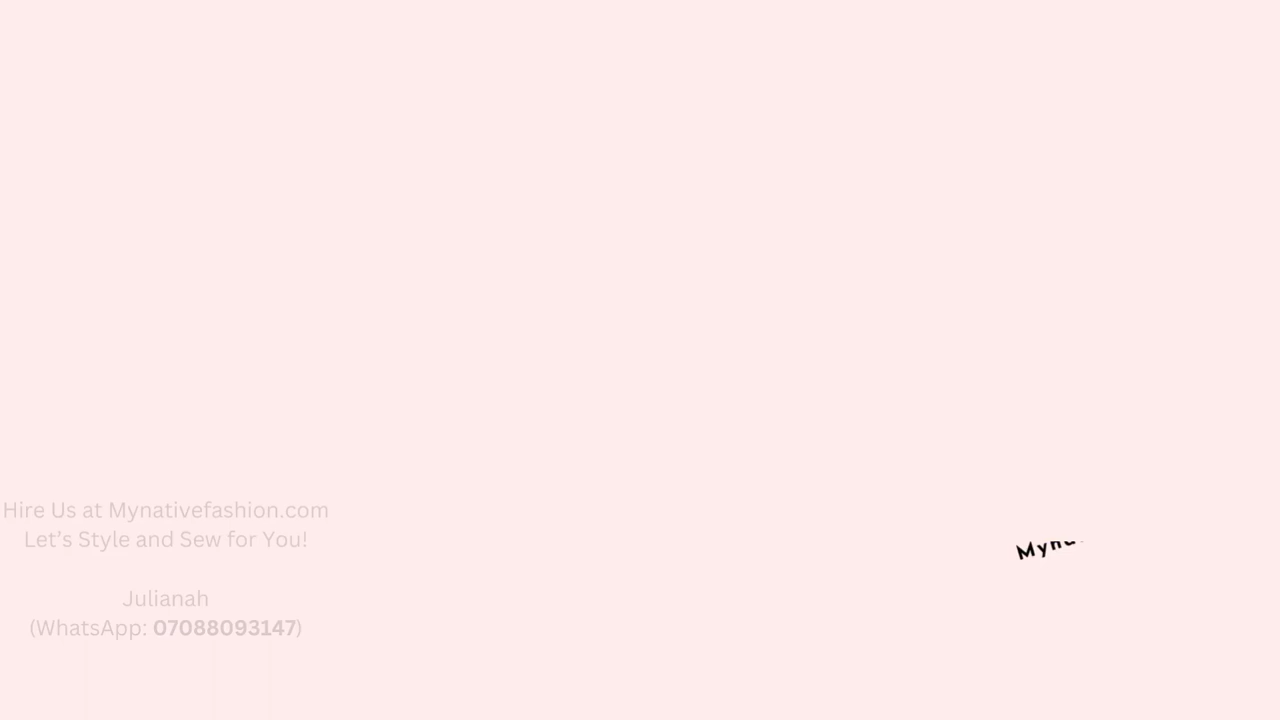 Hire Us at Mynativefashion.com
Let's Style and Sew for You!
Julianah
(WhatsApp: 07088093147)